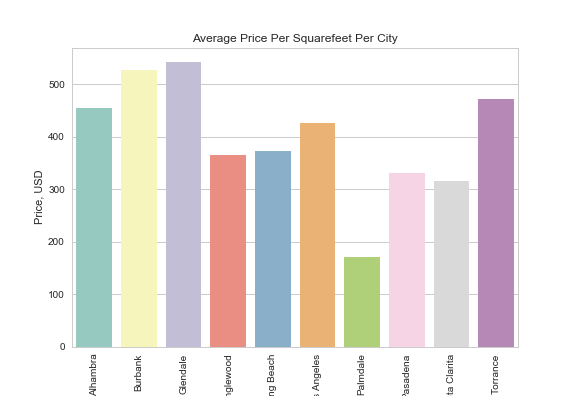 Average Price Per Squarefeet Per City
Price, USD
500
400
300
200
100
0
Alhambra
Burbank
Glendale
nglewood
ng Beach
s Angeles
Palmdale
Pasadena
ta Clarita
Torrance